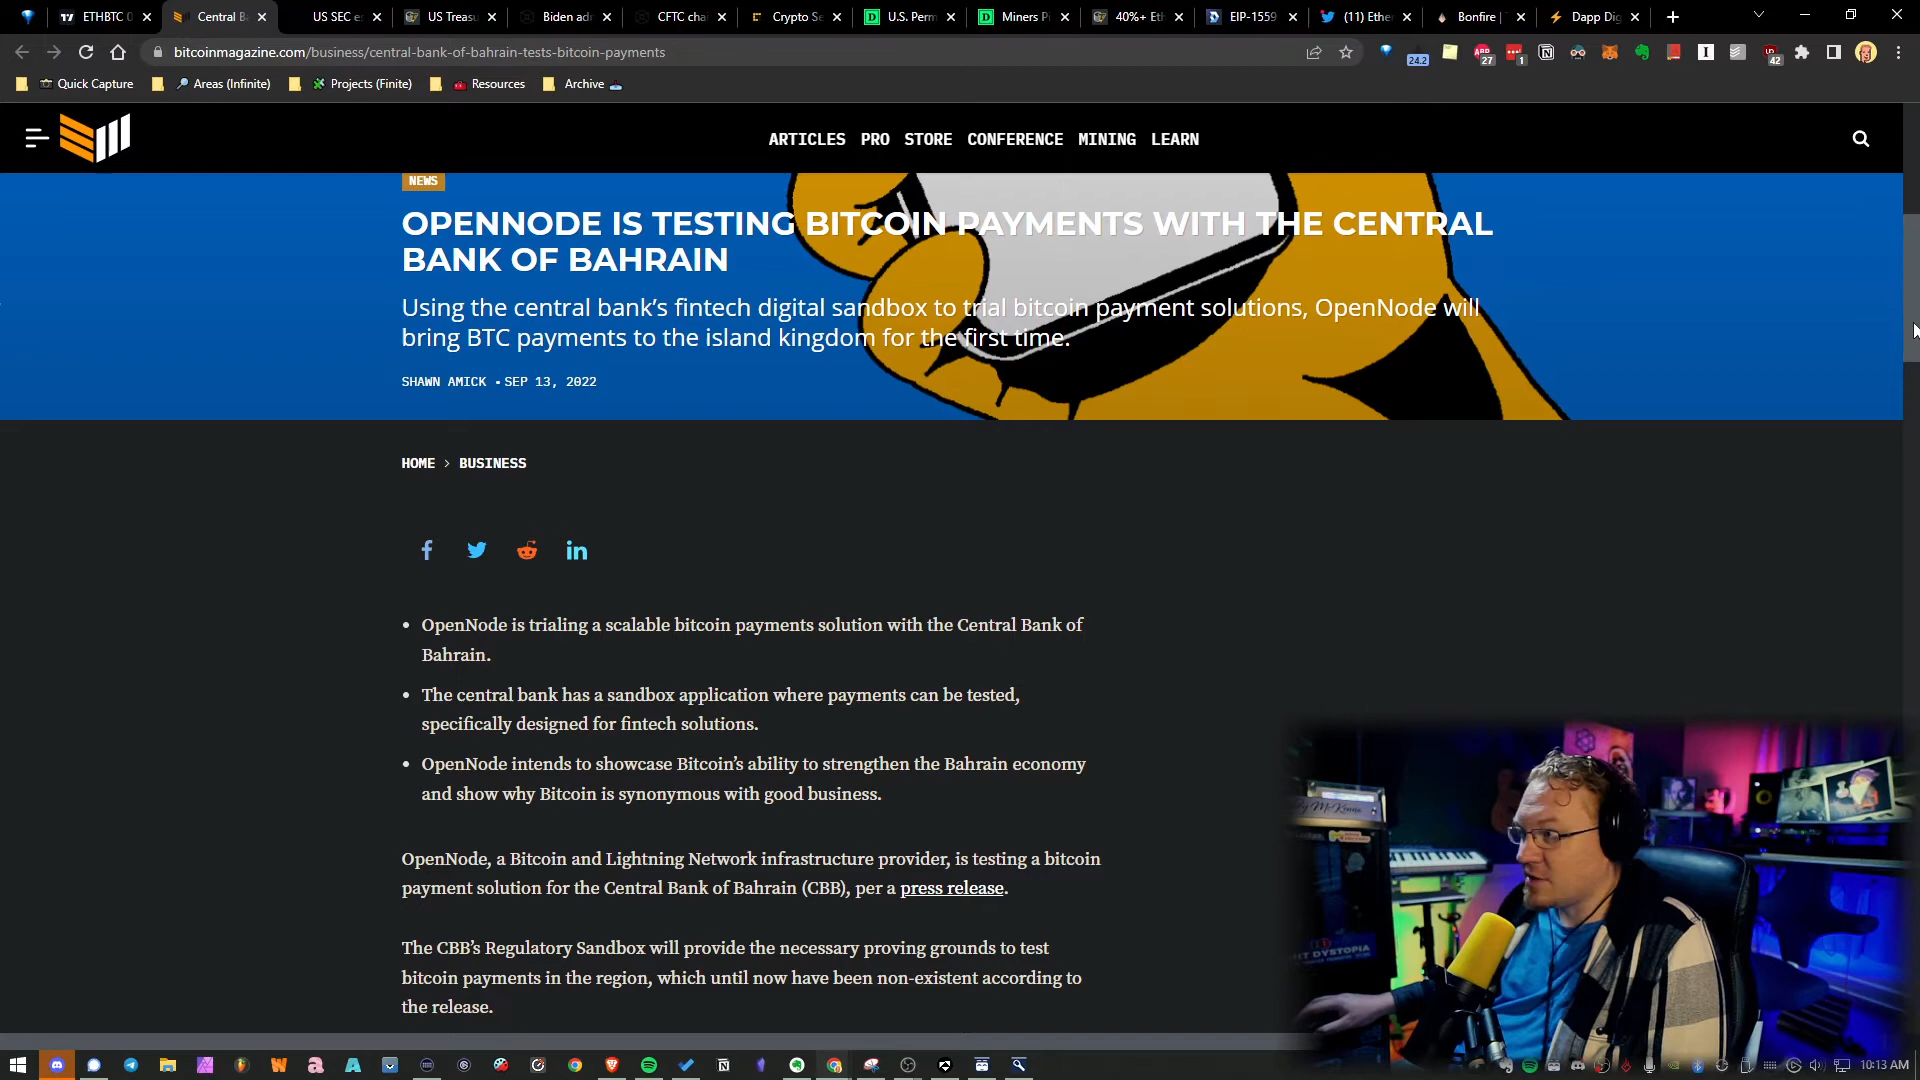 ETHBTC 0
Central B
US SEC e
US Treasu
Biden adr
CFTC cha
Crypto Se
U.S. Perm
Miners P
40%+ Eth
EIP-1559
(11) Ethe
Bonfire |
Dapp Dig
bitcoinmagazine.com/business/central-bank-of-bahrain-tests-bitcoin-payments
24.2
27
1
42
Quick Capture
Areas (Infinite)
Projects (Finite)
Resources
Archive
ARTICLES PRO STORE CONFERENCE MINING LEARN
NEWS
OPENNODE IS TESTING BITCOIN PAYMENTS WITH THE CENTRAL
BANK OF BAHRAIN
Using the central bank’s fintech digital sandbox to trial bitcoin payment solutions, OpenNode will
bring BTC payments to the island kingdom for the first time.
SHAWN AMICK • SEP 13, 2022
HOME > BUSINESS
• OpenNode is trialing a scalable bitcoin payments solution with the Central Bank of
Bahrain.
• The central bank has a sandbox application where payments can be tested,
specifically designed for fintech solutions.
• OpenNode intends to showcase Bitcoin’s ability to strengthen the Bahrain economy
and show why Bitcoin is synonymous with good business.
OpenNode, a Bitcoin and Lightning Network infrastructure provider, is testing a bitcoin
payment solution for the Central Bank of Bahrain (CBB), per a press release.
The CBB’s Regulatory Sandbox will provide the necessary proving grounds to test
bitcoin payments in the region, which until now have been non-existent according to
the release.
DYSTOPIA
10:13 AM